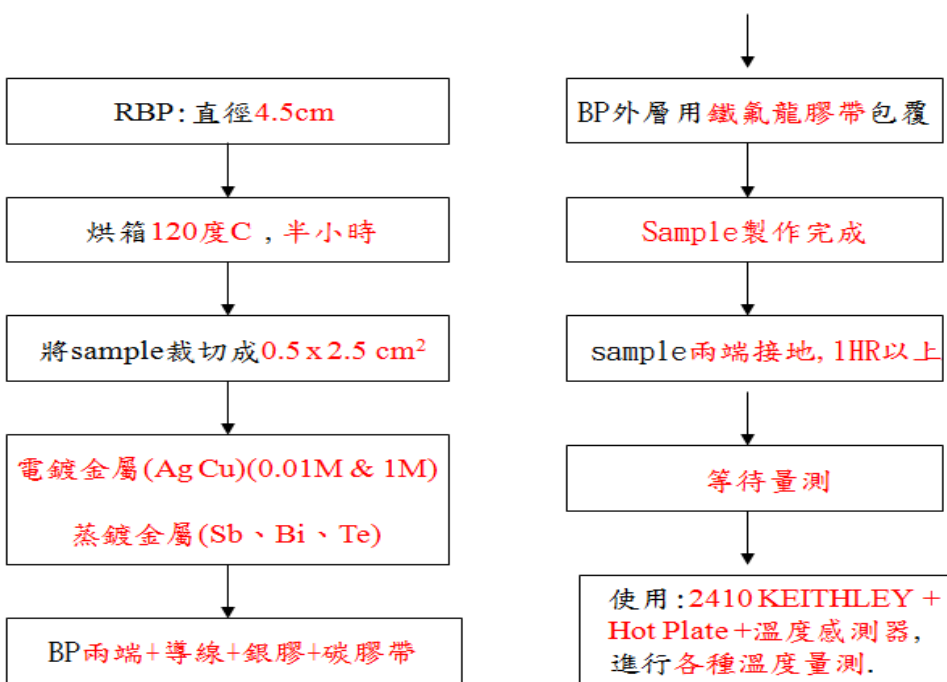 RBP:直徑4.5cm
烘箱120度C , 半小時
將sample裁切成0.5 x 2.5 cm²
電鍍金屬(Ag Cu)(0.01M & 1M)
蒸鍍金屬(Sb、Bi、Te)
BP兩端+導線+銀膠+碳膠帶
BP外層用鐵氟龍膠帶包覆
Sample製作完成
sample兩端接地,1HR以上
等待量測
使用:2410 KEITHLEY +
Hot Plate +溫度感測器,
進行各種溫度量測.